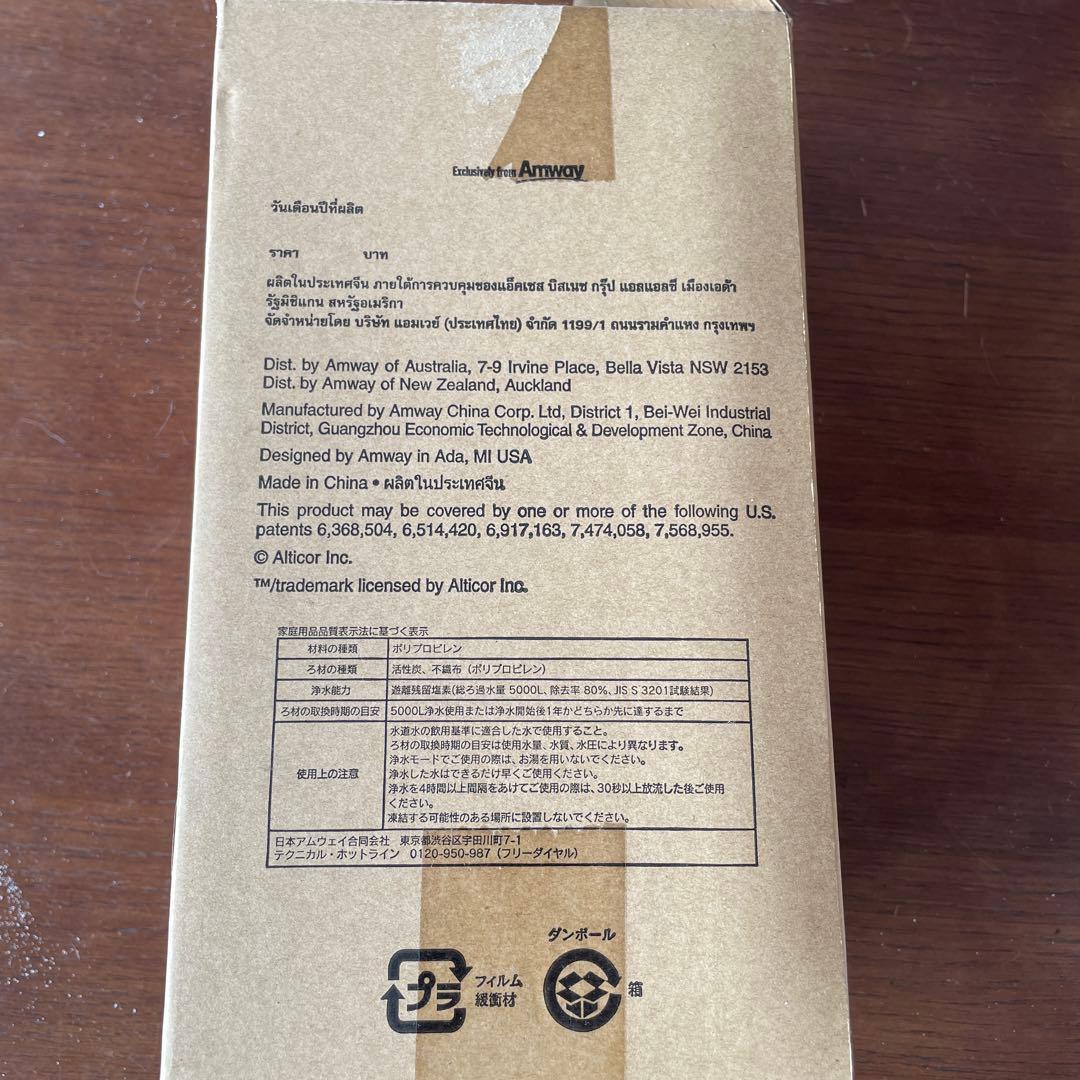 Exclusively from Amway
วันเดือนปีที่ผลิต
ราคา บาท
ผลิตในประเทศจีน ภายใต้การควบคุมของแอ็คเซส บิสเนซ กรุ๊ป แอลแอลซี เมืองเอด้า
รัฐมิชิแกน สหรัฐอเมริกา
จัดจำหน่ายโดย บริษัท แอมเวย์ (ประเทศไทย) จำกัด 1199/1 ถนนรามคำแหง กรุงเทพฯ
Dist. by Amway of Australia, 7-9 Irvine Place, Bella Vista NSW 2153
Dist. by Amway of New Zealand, Auckland
Manufactured by Amway China Corp. Ltd, District 1, Bei-Wei Industrial
District, Guangzhou Economic Technological & Development Zone, China
Designed by Amway in Ada, MI USA
Made in China • ผลิตในประเทศจีน
This product may be covered by one or more of the following U.S.
patents 6,368,504, 6,514,420, 6,917,163, 7,474,058, 7,568,955.
© Alticor Inc.
™/trademark licensed by Alticor Inc.
家庭用品品質表示法に基づく表示
材料の種類 ポリプロピレン
ろ材の種類 活性炭、不織布（ポリプロピレン）
浄水能力 遊離残留塩素(総ろ過水量 5000L、除去率 80%、JIS S 3201試験結果)
ろ材の取換時期の目安 5000L浄水使用または浄水開始後1年かどちらか先に達するまで
使用上の注意 水道水の飲用基準に適合した水で使用すること。
ろ材の取換時期の目安は使用水量、水質、水圧により異なります。
浄水モードでご使用の際は、お湯を用いないでください。
浄水した水はできるだけ早くご使用ください。
浄水を4時間以上間隔をあけてご使用の際は、30秒以上放流した後ご使用
ください。
凍結する可能性のある場所に設置しないでください。
日本アムウェイ合同会社 東京都渋谷区宇田川町7-1
テクニカル・ホットライン 0120-950-987（フリーダイヤル）
プラ フィルム
緩衝材
ダンボール
箱